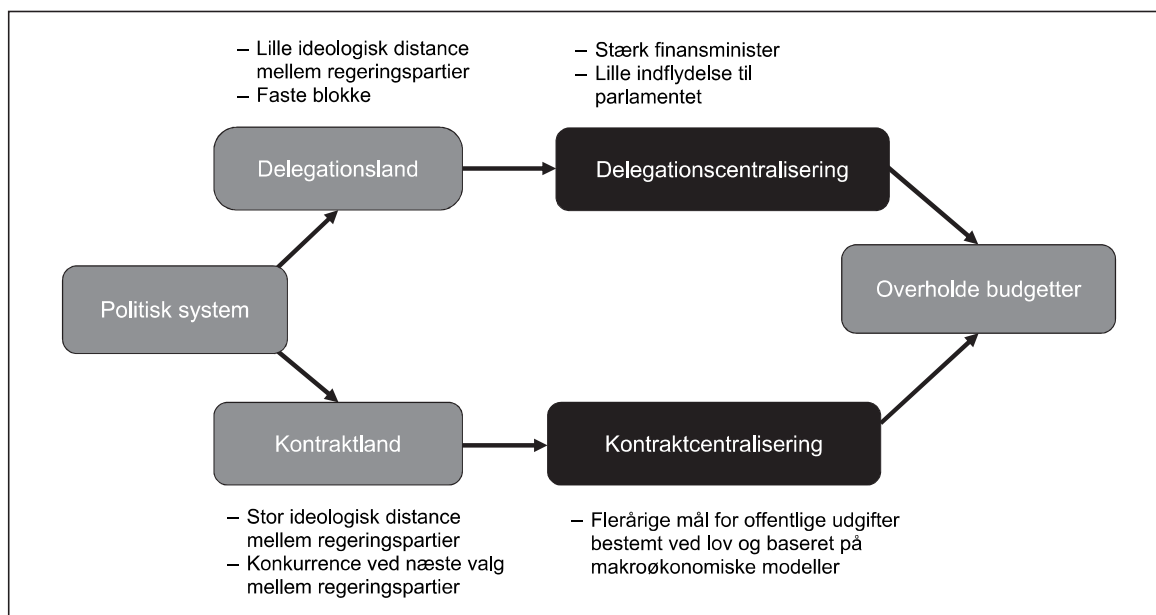 – Lille ideologisk distance
mellem regeringspartier
– Faste blokke
– Stærk finansminister
– Lille indflydelse til
parlamentet
Delegationsland
Delegationscentralisering
Politisk system
Overholde budgetter
Kontraktland
Kontraktcentralisering
– Stor ideologisk distance
mellem regeringspartier
– Konkurrence ved næste valg
mellem regeringspartier
– Flerårige mål for offentlige udgifter
bestemt ved lov og baseret på
makroøkonomiske modeller